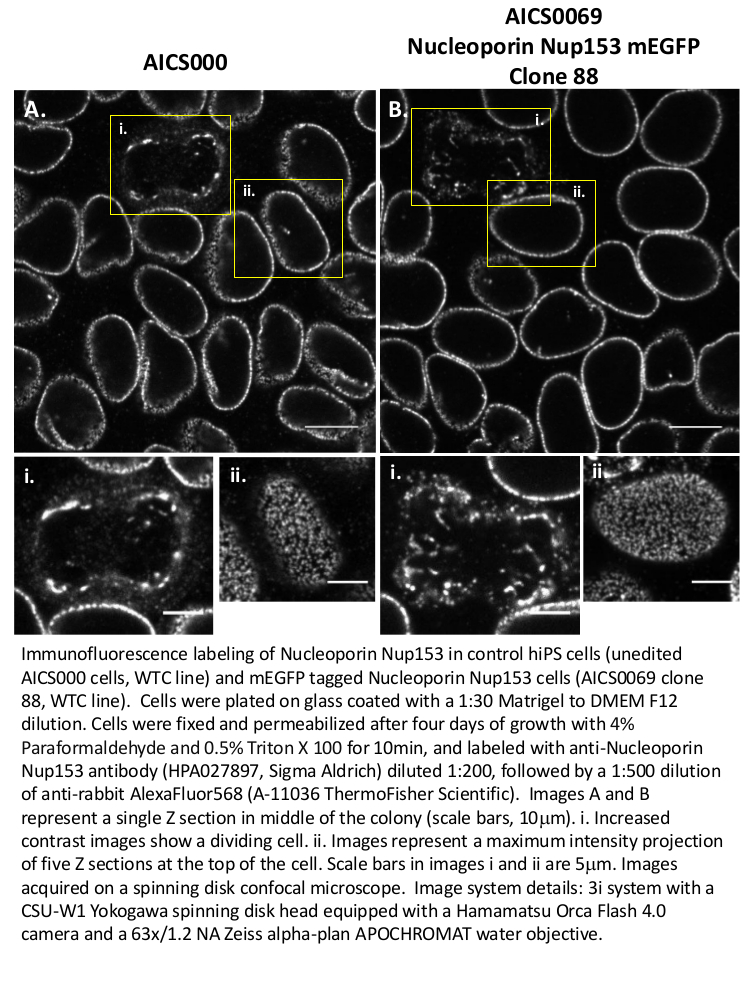 AICS000
AICS0069
Nucleoporin Nup153 mEGFP
Clone 88
A.
i.
ii.
B.
i.
ii.
i.
ii.
i.
ii
Immunofluorescence labeling of Nucleoporin Nup153 in control hiPS cells (unedited
AICS000 cells, WTC line) and mEGFP tagged Nucleoporin Nup153 cells (AICS0069 clone
88, WTC line).  Cells were plated on glass coated with a 1:30 Matrigel to DMEM F12
dilution. Cells were fixed and permeabilized after four days of growth with 4%
Paraformaldehyde and 0.5% Triton X 100 for 10min, and labeled with anti-Nucleoporin
Nup153 antibody (HPA027897, Sigma Aldrich) diluted 1:200, followed by a 1:500 dilution
of anti-rabbit AlexaFluor568 (A-11036 ThermoFisher Scientific).  Images A and B
represent a single Z section in middle of the colony (scale bars, 10µm). i. Increased
contrast images show a dividing cell. ii. Images represent a maximum intensity projection
of five Z sections at the top of the cell. Scale bars in images i and ii are 5µm. Images
acquired on a spinning disk confocal microscope.  Image system details: 3i system with a
CSU-W1 Yokogawa spinning disk head equipped with a Hamamatsu Orca Flash 4.0
camera and a 63x/1.2 NA Zeiss alpha-plan APOCHROMAT water objective.